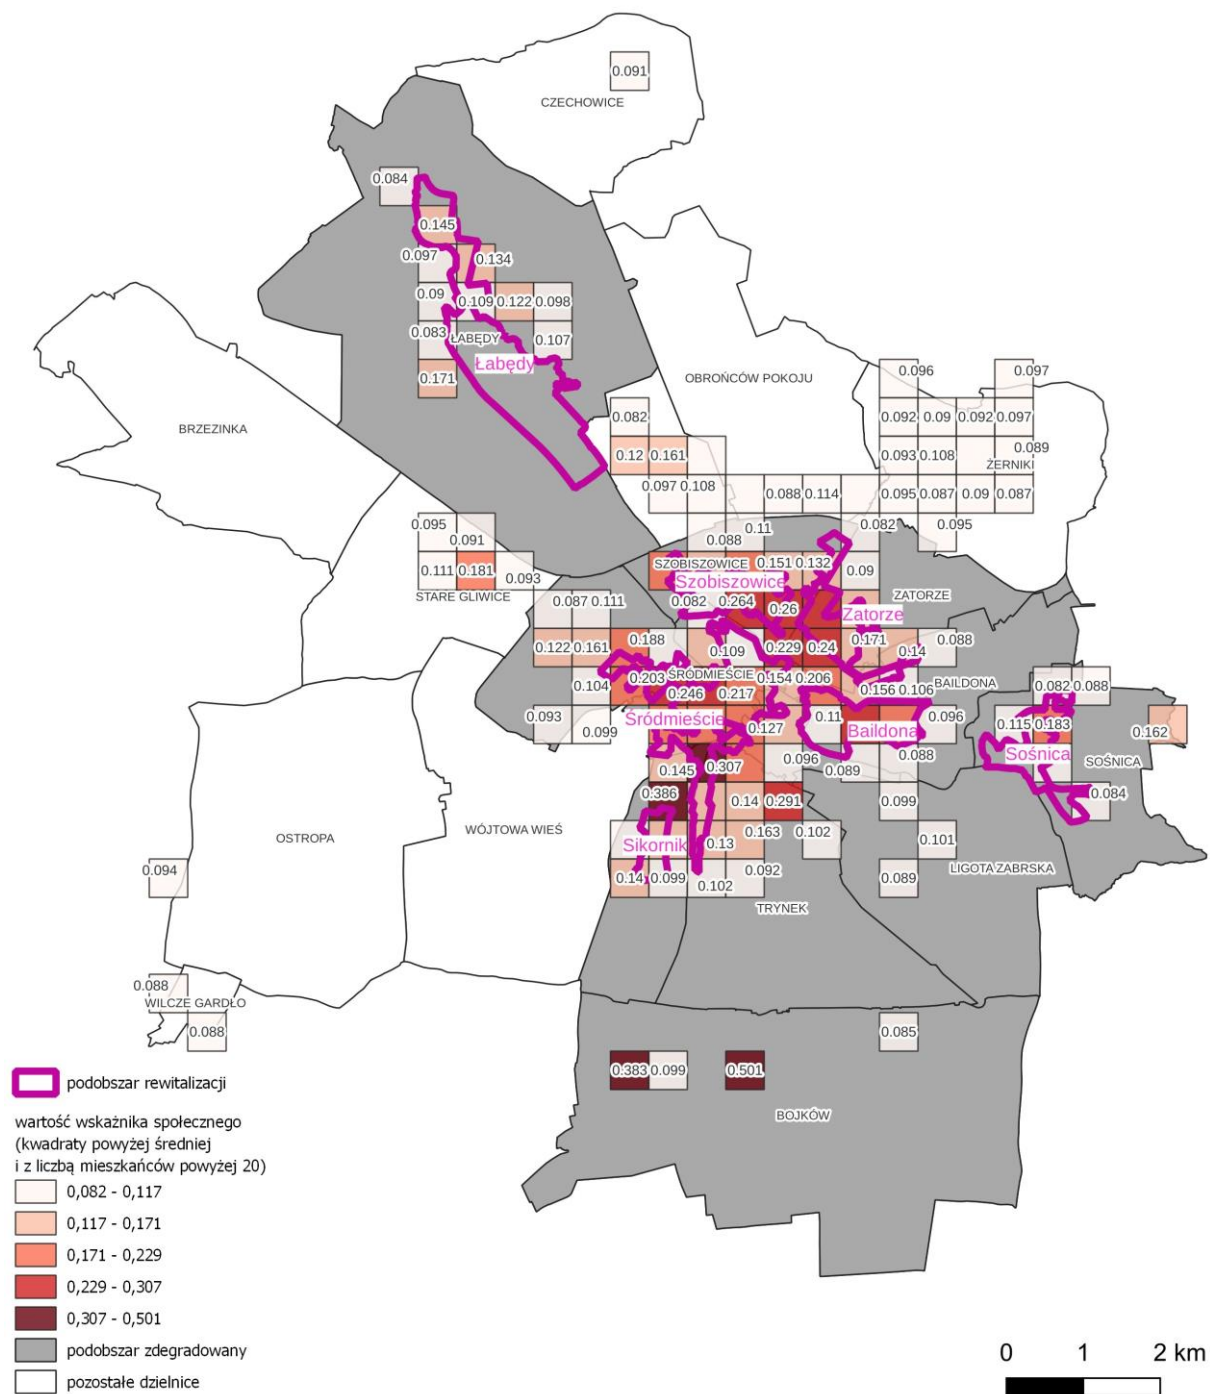 0.091
CZECHOWICE
0.084
0.145
0.097
0.134
0.09
0.109
0.122
0.098
0.083
ŁABĘDY
0.107
Łabędy
0.171
OBROŃCÓW POKOJU
0.096
0.097
0.082
0.092
0.09
0.092
0.097
BRZEZINKA
0.12
0.161
0.093
0.108
0.089
ŻERNIKI
0.097
0.108
0.088
0.114
0.095
0.087
0.09
0.087
0.095
0.091
0.088
0.11
0.082
0.095
0.111
0.181
0.093
SZOBISZOWICE
0.151
0.132
0.09
STARE GLIWICE
Szobiszowice
ZATORZE
0.087
0.111
0.082
0.264
0.26
Zatorze
0.122
0.161
0.188
0.109
0.229
0.24
0.171
0.14
0.088
0.104
0.203
ŚRÓDMIEŚCIE
0.154
0.206
BAILDONA
0.246
0.217
0.156
0.106
0.082
0.088
0.093
0.099
Śródmieście
0.127
0.11
Baildona
0.096
0.115
0.183
0.162
0.145
0.307
0.096
0.089
0.088
Sośnica
SOŚNICA
0.386
0.14
0.291
0.099
0.084
OSTROPA
WÓJTOWA WIEŚ
Sikornik
0.13
0.163
0.102
0.101
0.094
0.14
0.099
0.102
0.092
0.089
LIGOTA ZABRSKA
TRYNEK
0.088
WILCZE GARDŁO
0.088
0.085
0.383
0.099
0.501
BOJKÓW
podobszar rewitalizacji
wartość wskaźnika społecznego
(kwadraty powyżej średniej
i z liczbą mieszkańców powyżej 20)
0,082 - 0,117
0,117 - 0,171
0,171 - 0,229
0,229 - 0,307
0,307 - 0,501
podobszar zdegradowany
pozostałe dzielnice
0 1 2 km